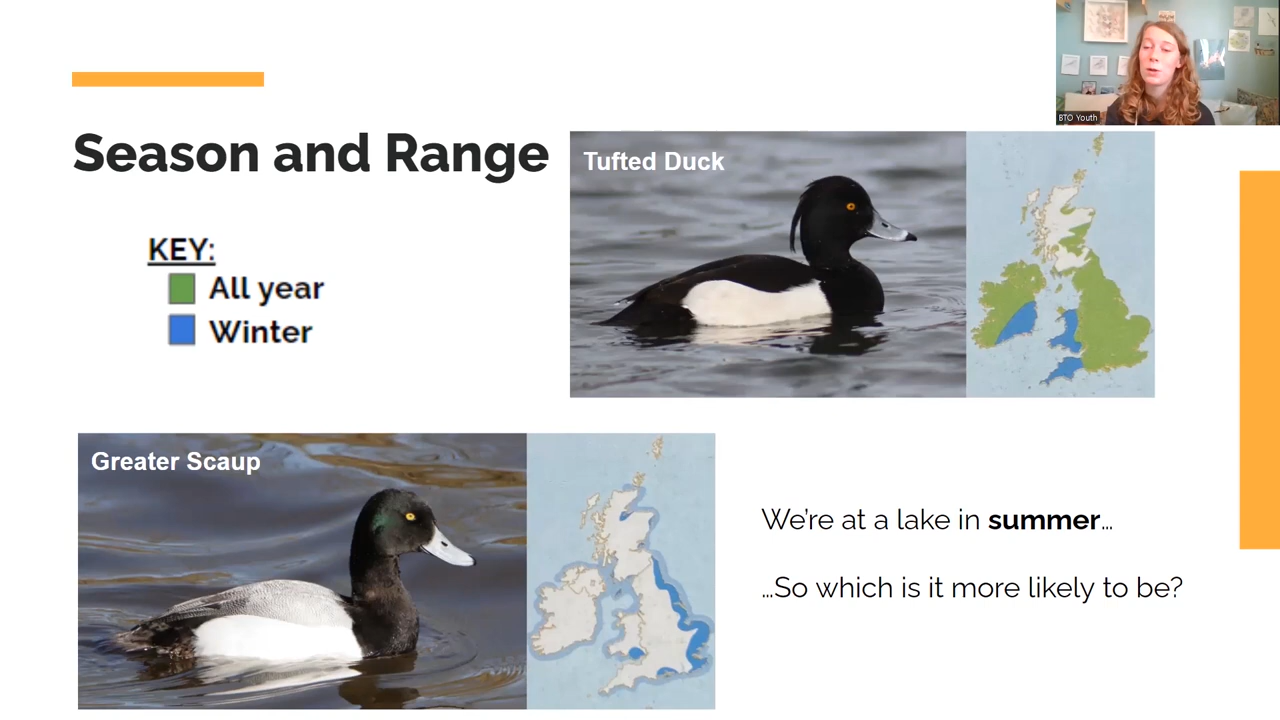 BTO Youth
Season and Range
Tufted Duck
KEY:
All year
Winter
Greater Scaup
We're at a lake in summer…
…So which is it more likely to be?